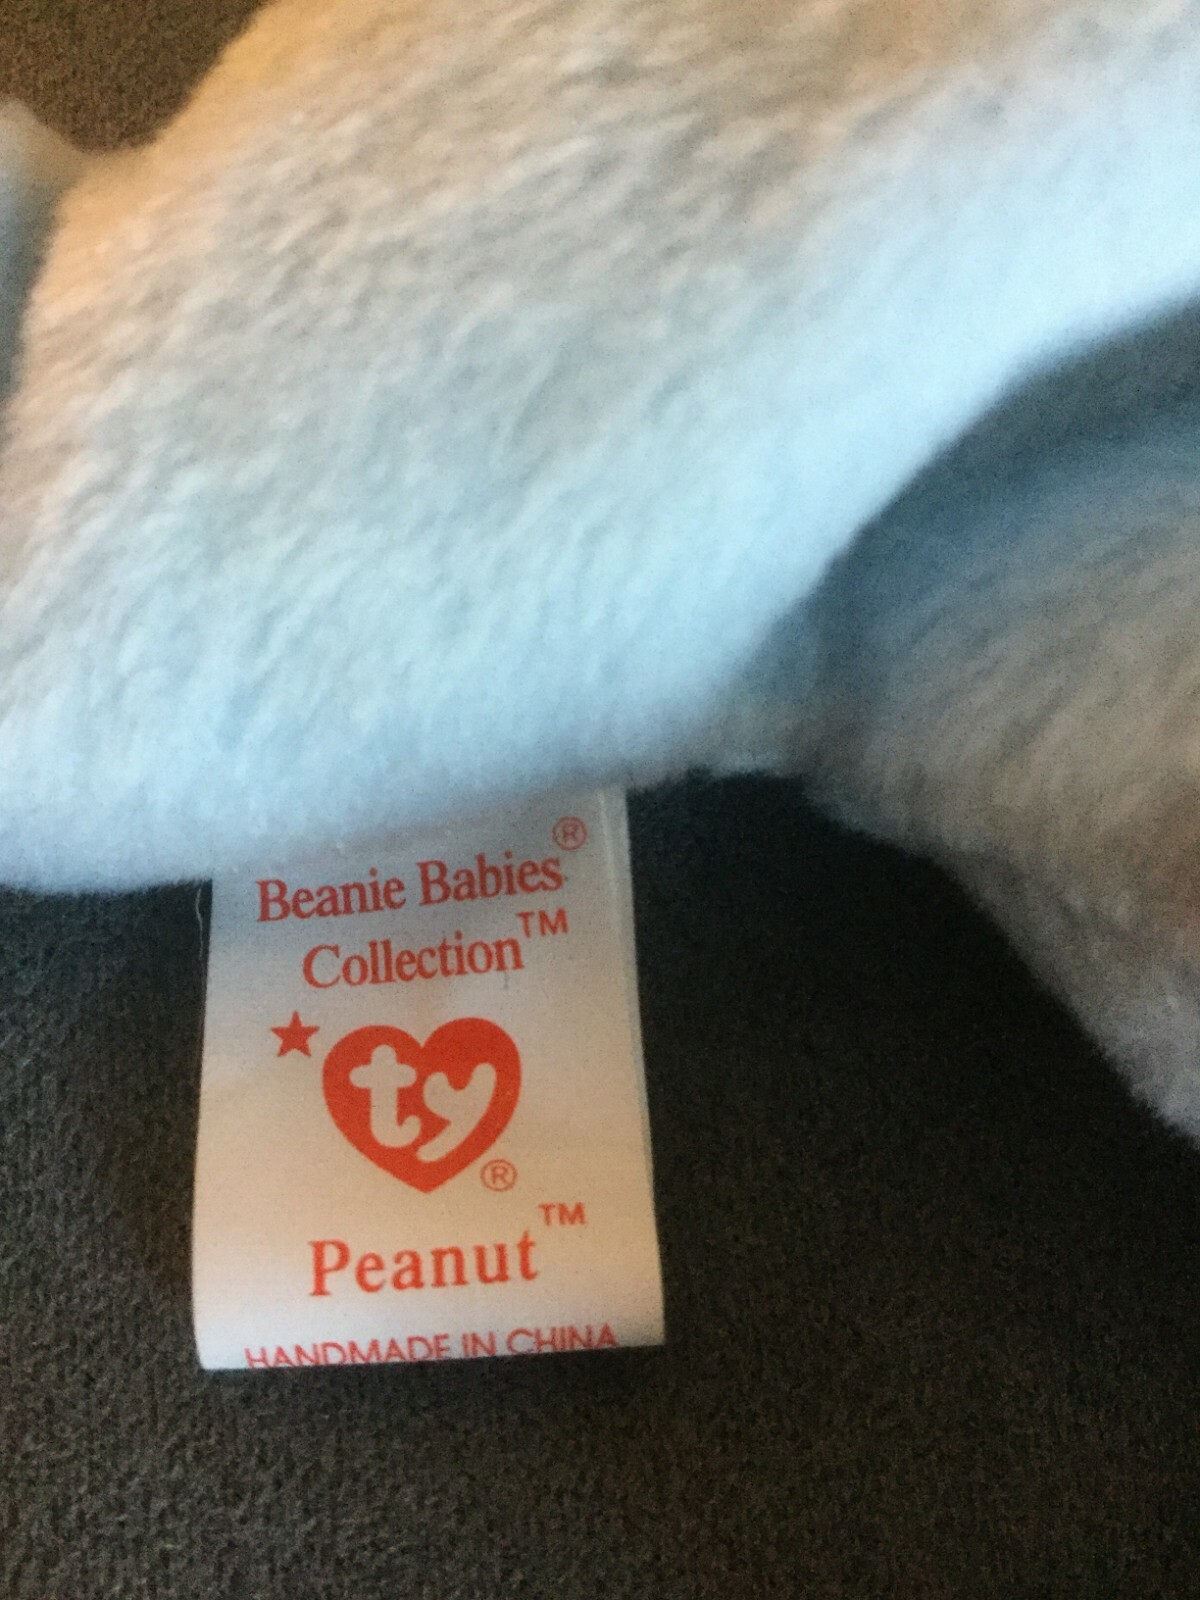 Beanie Babies®
Collection™
★ ty®
Peanut™
HANDMADE IN CHINA